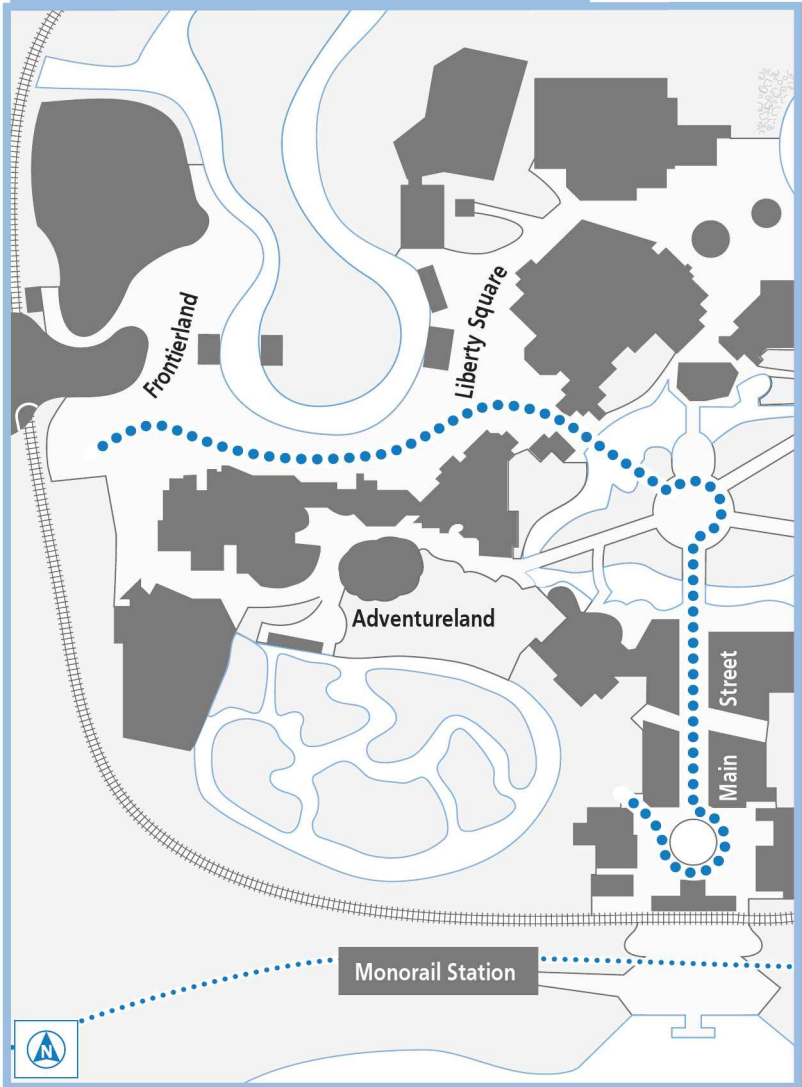 Frontierland
Liberty Square
Adventureland
Main Street
Monorail Station
N